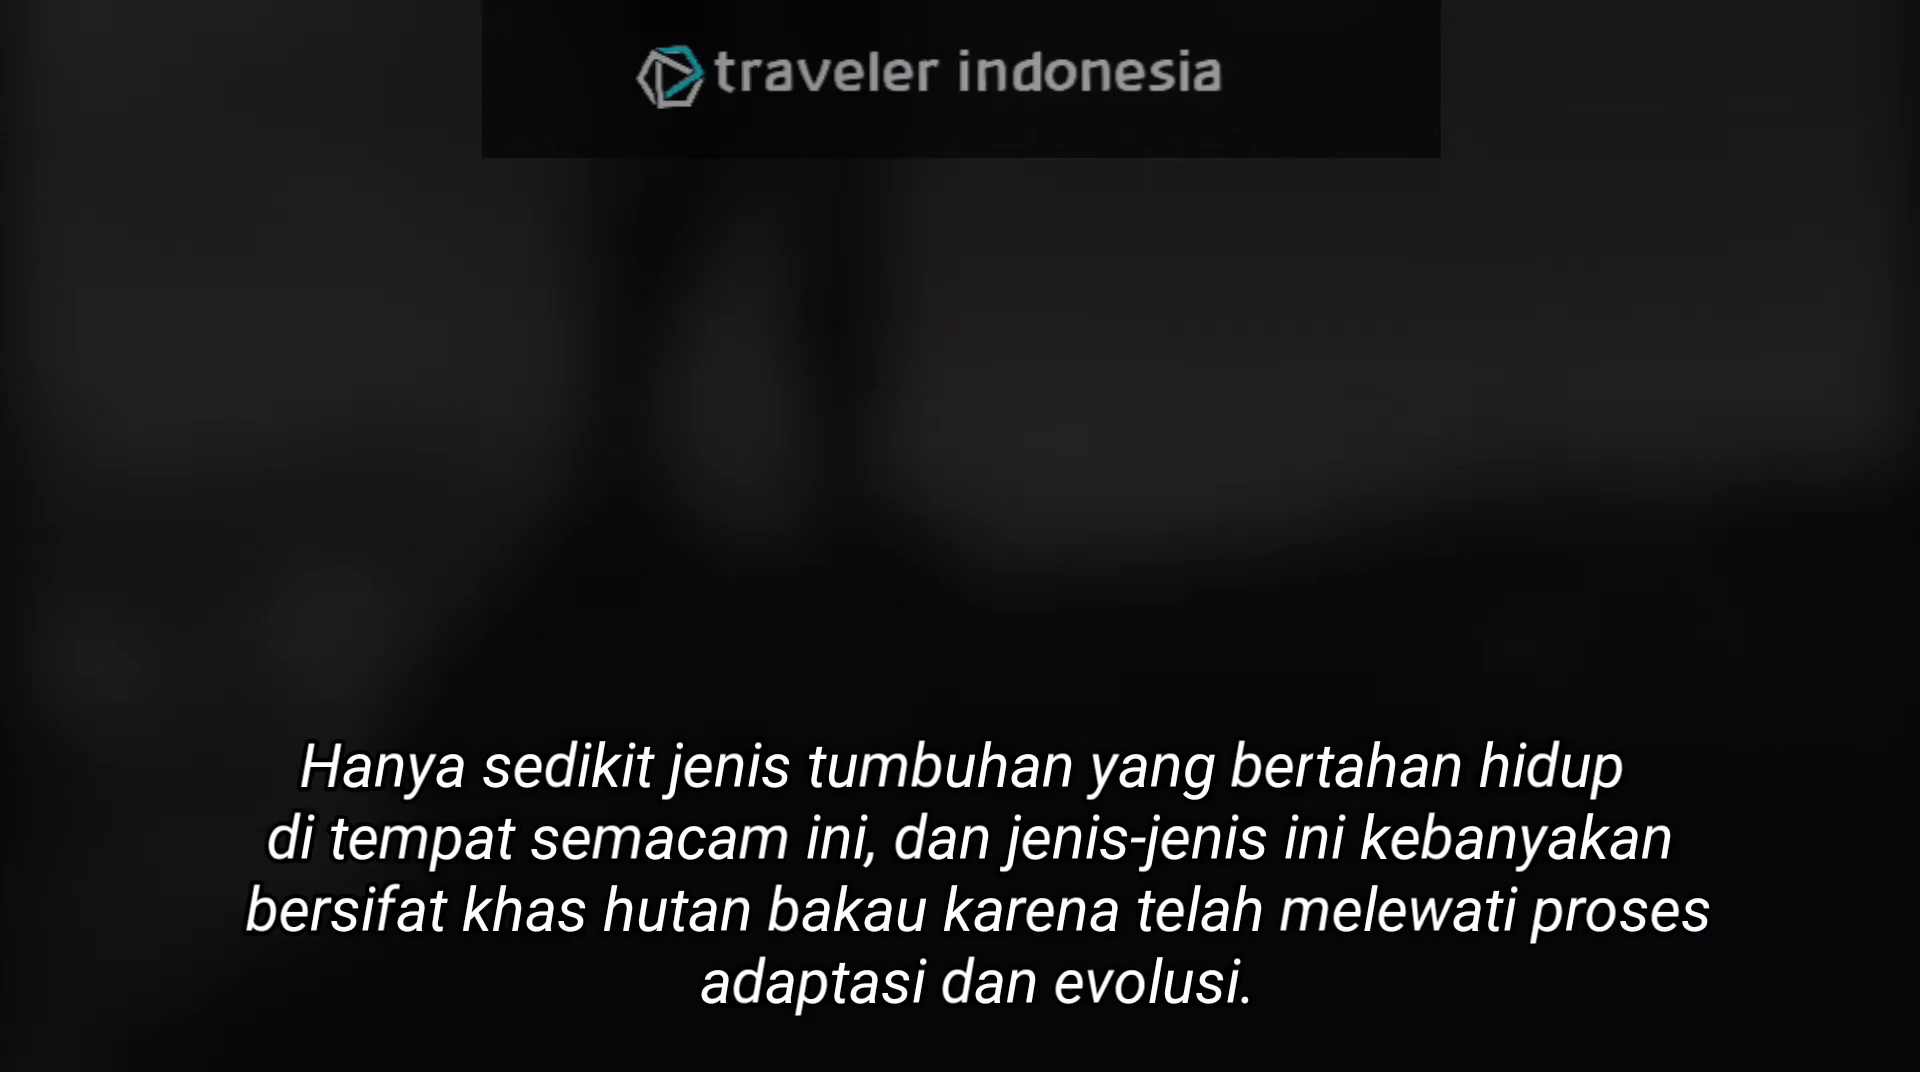 traveler indonesia
Hanya sedikit jenis tumbuhan yang bertahan hidup
di tempat semacam ini, dan jenis-jenis ini kebanyakan
bersifat khas hutan bakau karena telah melewati proses
adaptasi dan evolusi.